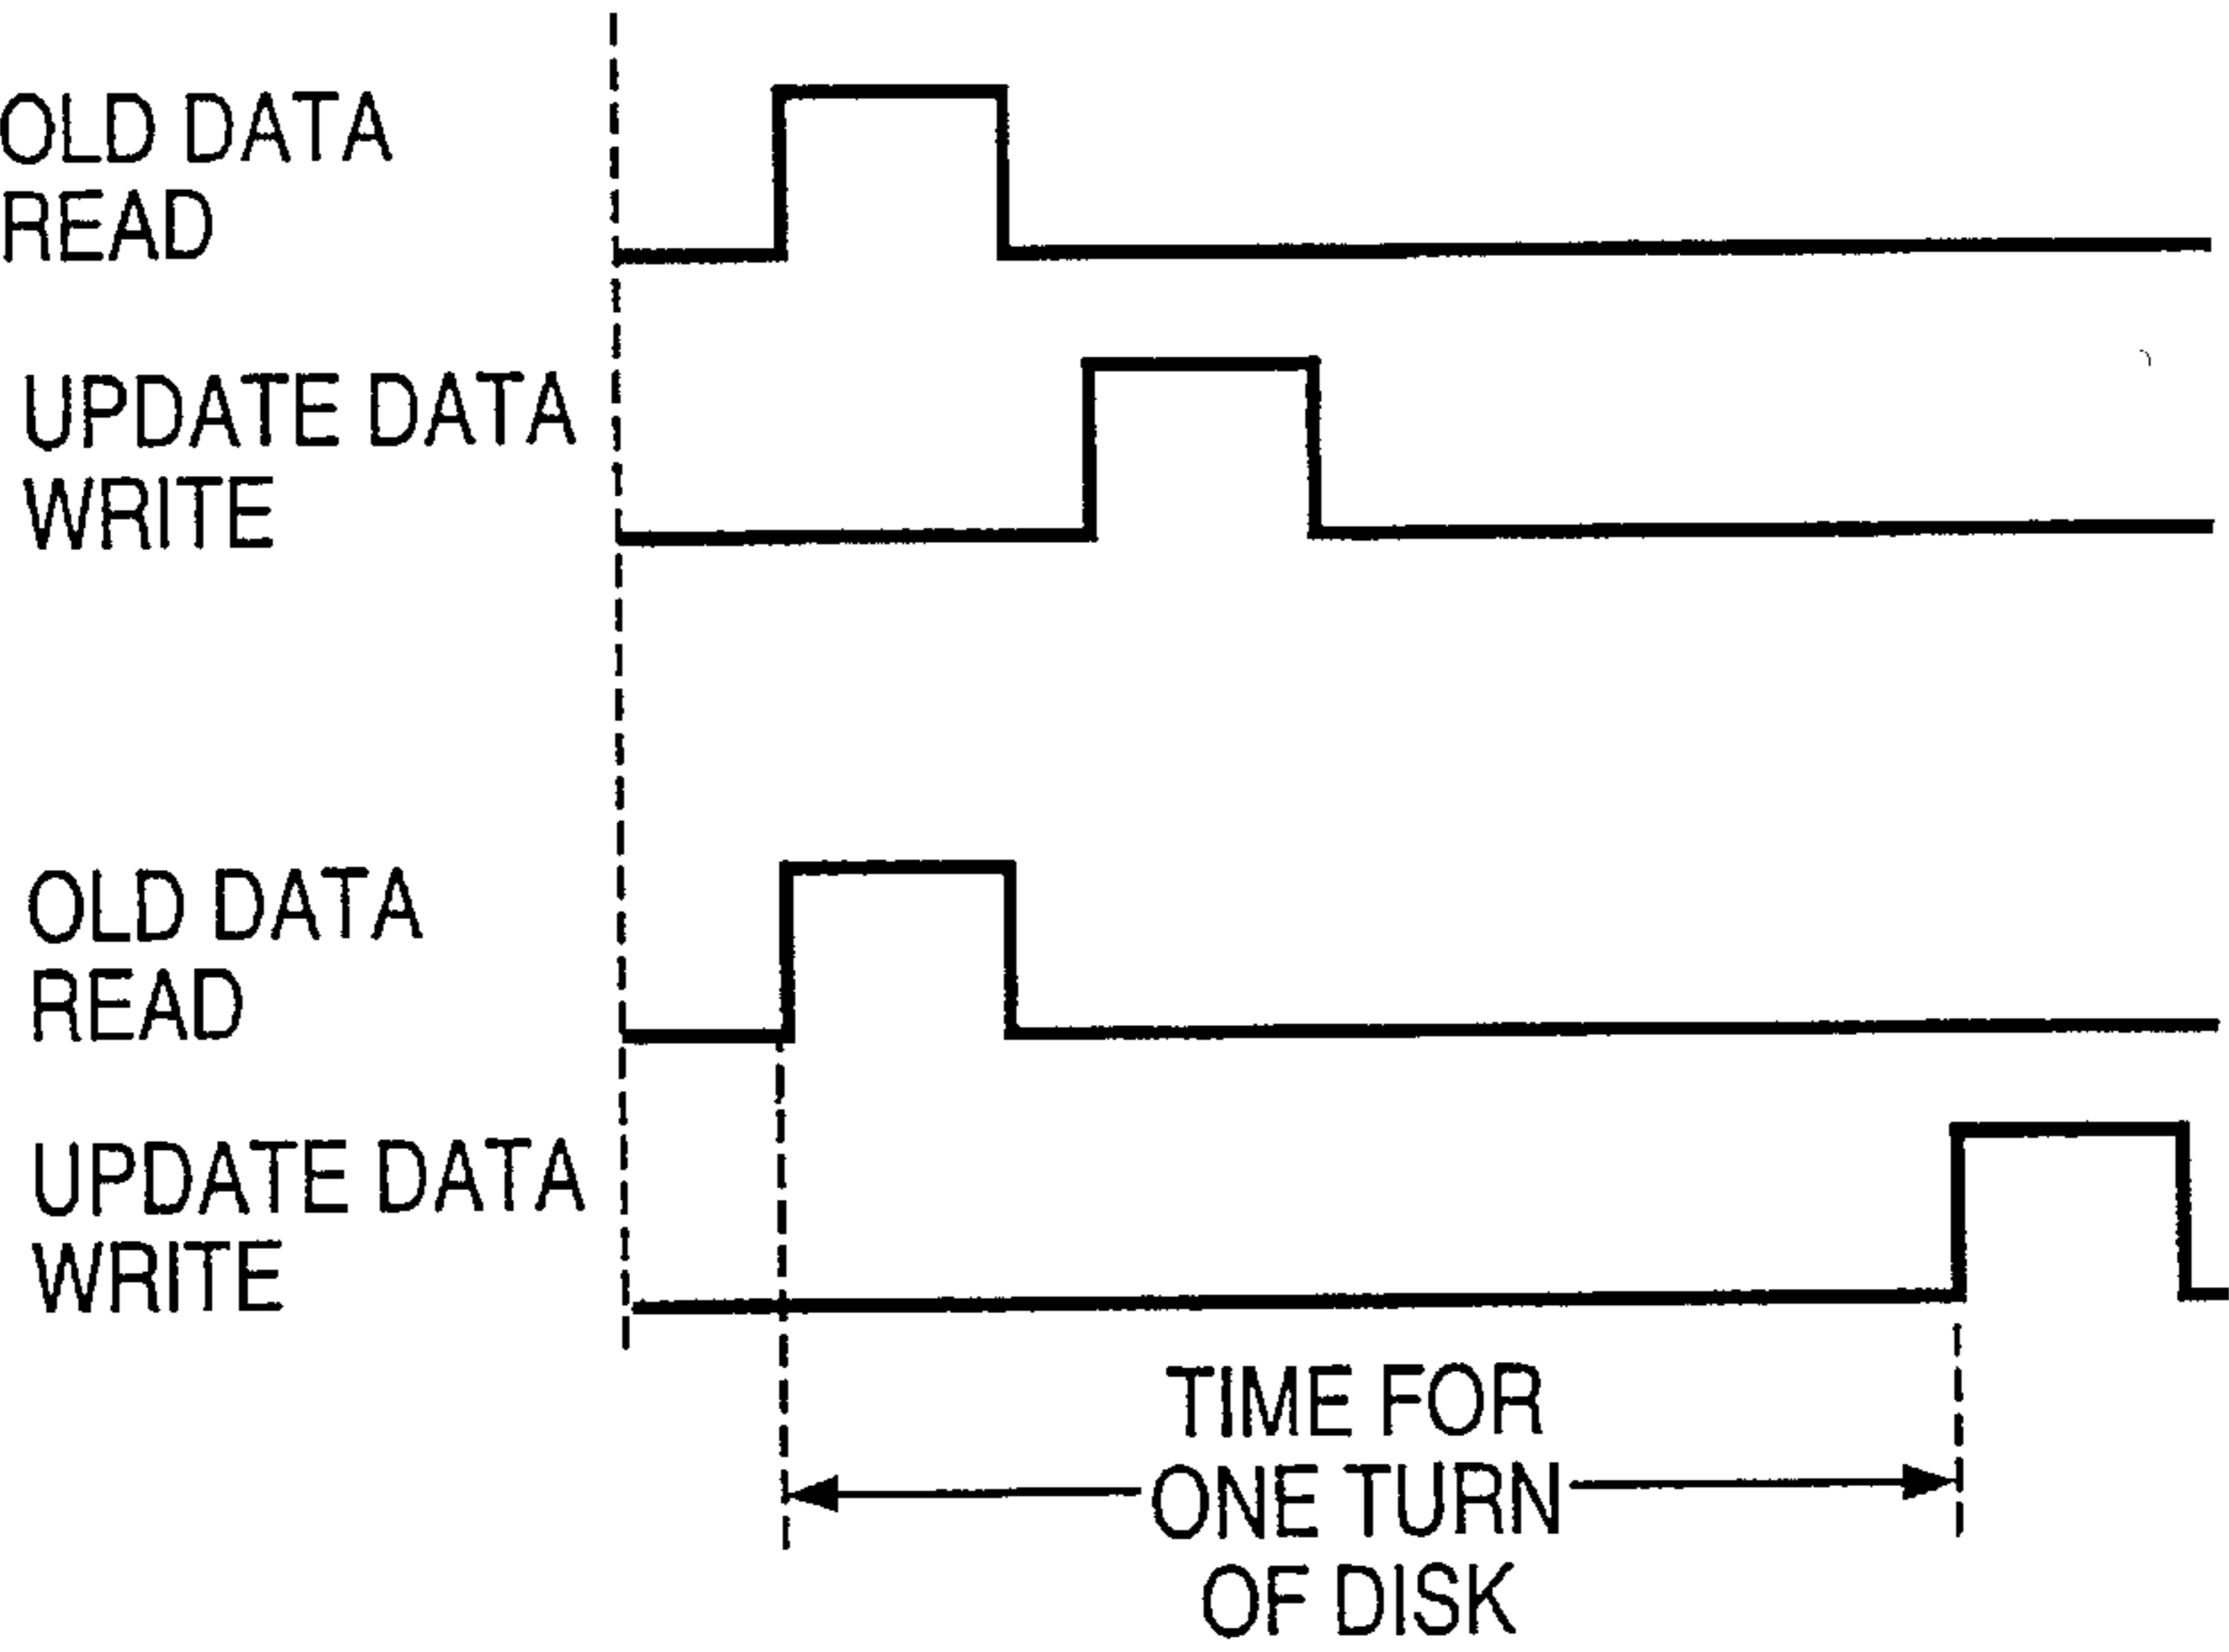 OLD DATA
READ
UPDATE DATA
WRITE
OLD DATA
READ
UPDATE DATA
WRITE
TIME FOR
ONE TURN
OF DISK